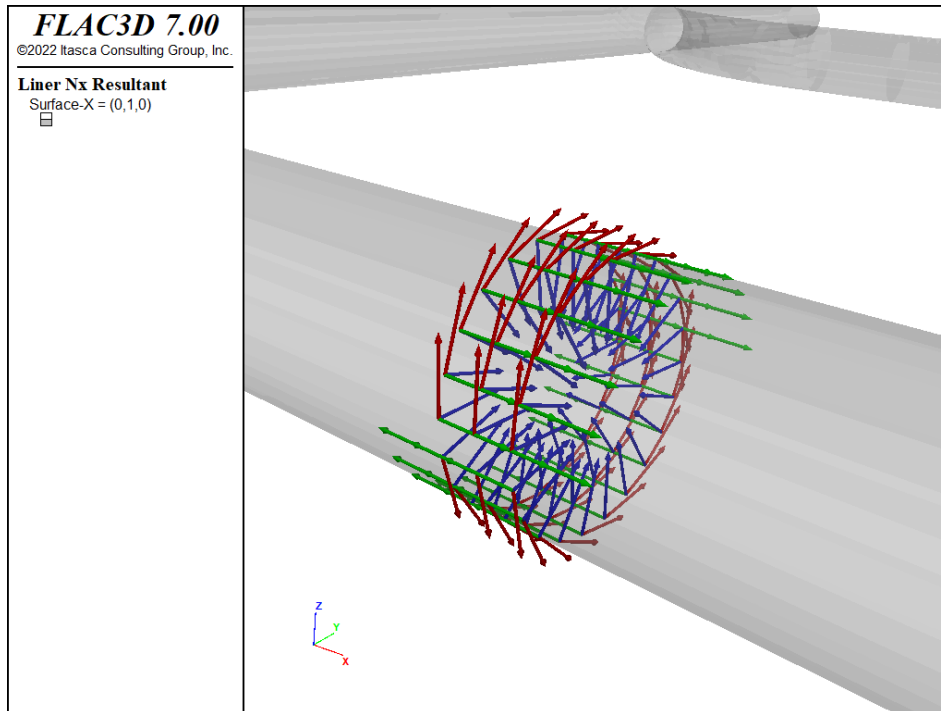 FLAC3D 7.00
©2022 Itasca Consulting Group, Inc.
Liner Nx Resultant
Surface-X = (0,1,0)
Z
Y
X